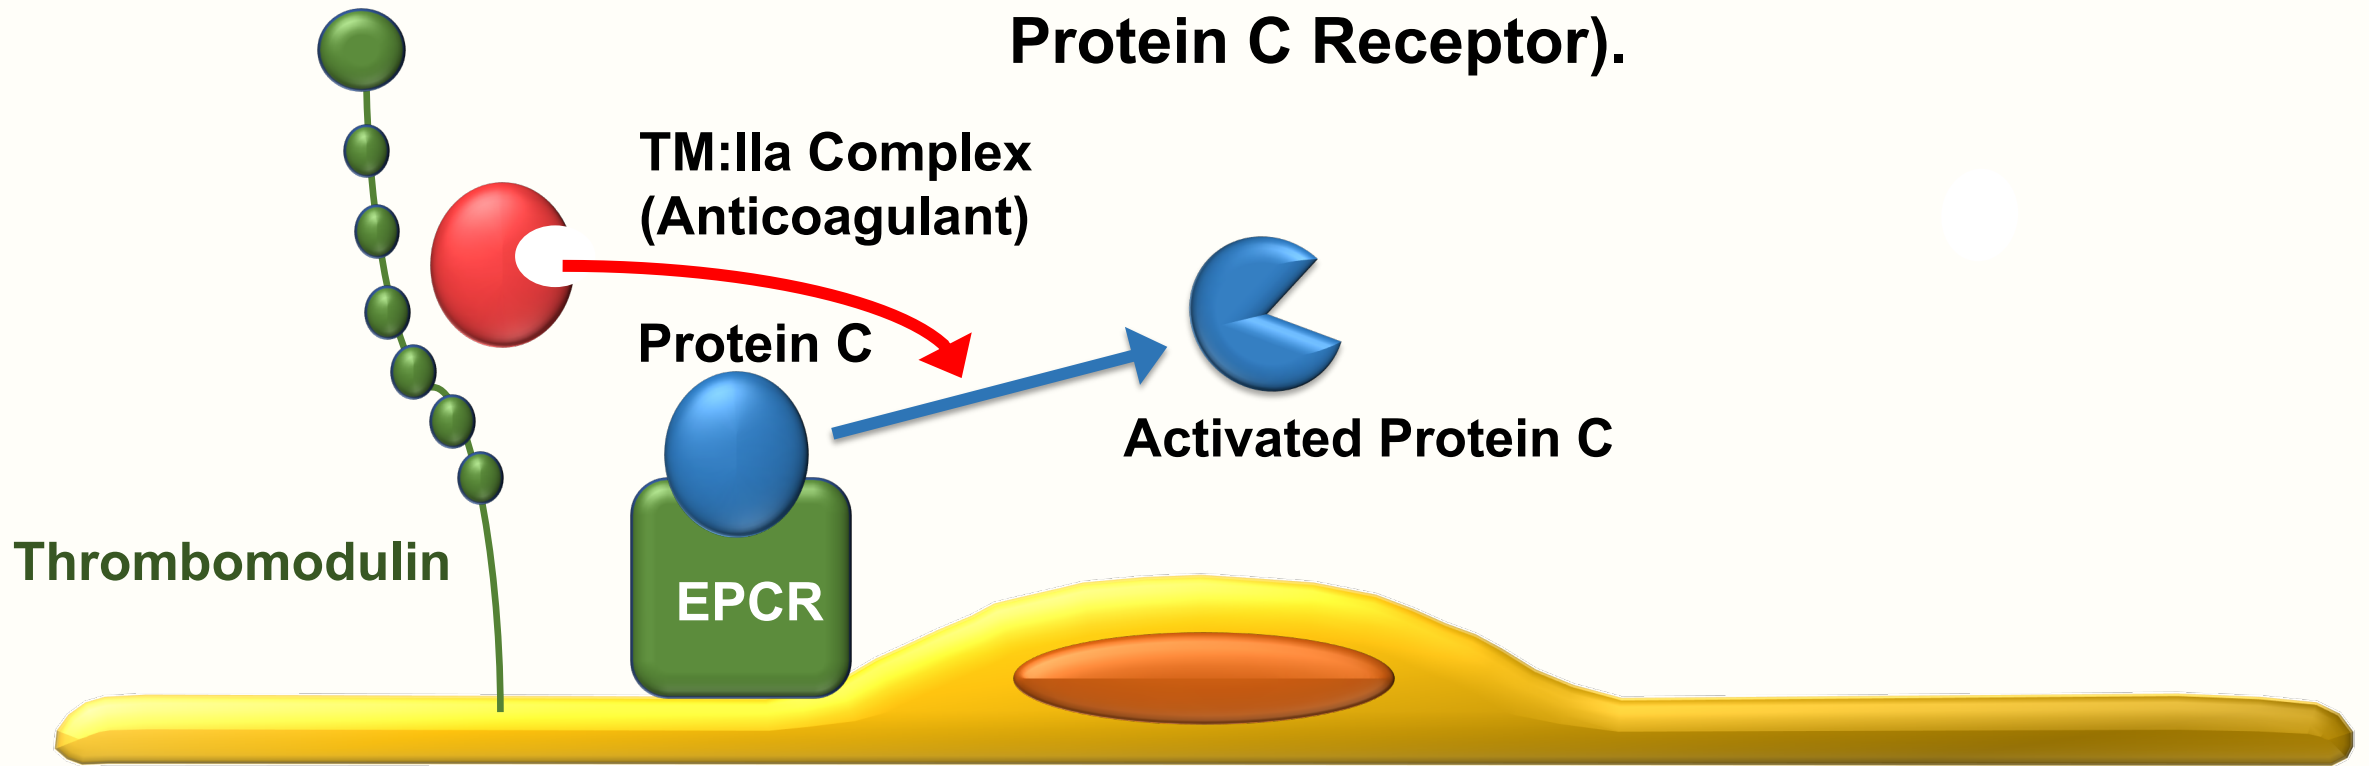 Protein C Receptor).
TM:IIa Complex
(Anticoagulant)
Protein C
Activated Protein C
Thrombomodulin
EPCR